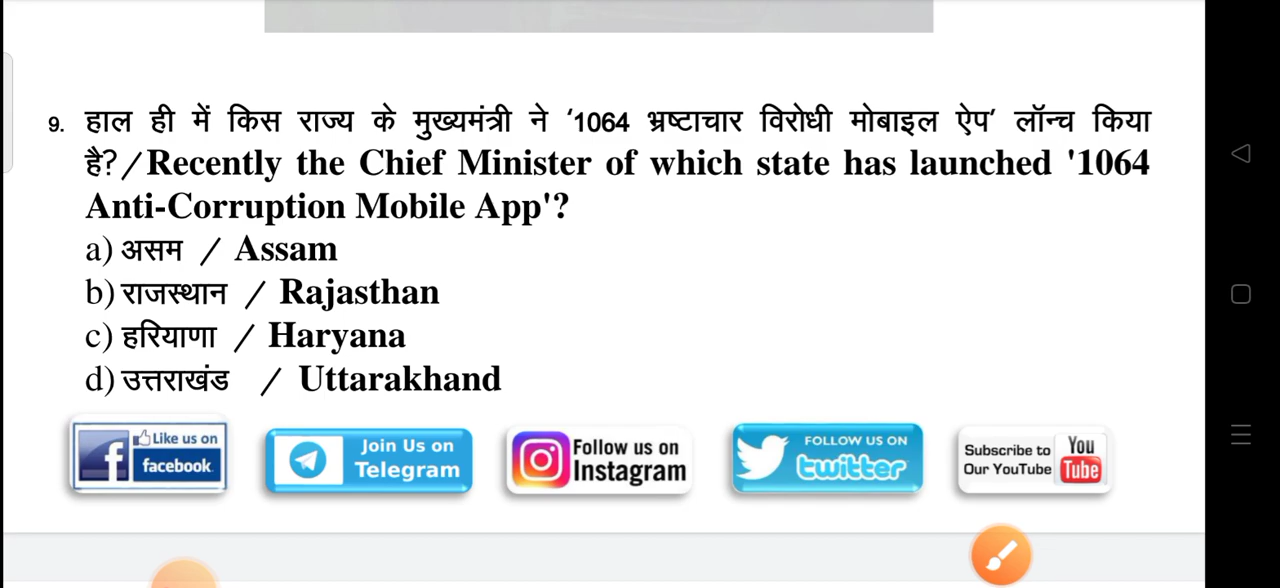 9. हाल ही में किस राज्य के मुख्यमंत्री ने ‘1064 भ्रष्टाचार विरोधी मोबाइल ऐप’ लॉन्च किया
है?/Recently the Chief Minister of which state has launched '1064
Anti-Corruption Mobile App'?
a) असम / Assam
b) राजस्थान / Rajasthan
c) हरियाणा / Haryana
d) उत्तराखंड / Uttarakhand
f Like us on
facebook
Join Us on
Telegram
Follow us on
Instagram
FOLLOW US ON
twitter
Subscribe to
Our YouTube
You
Tube